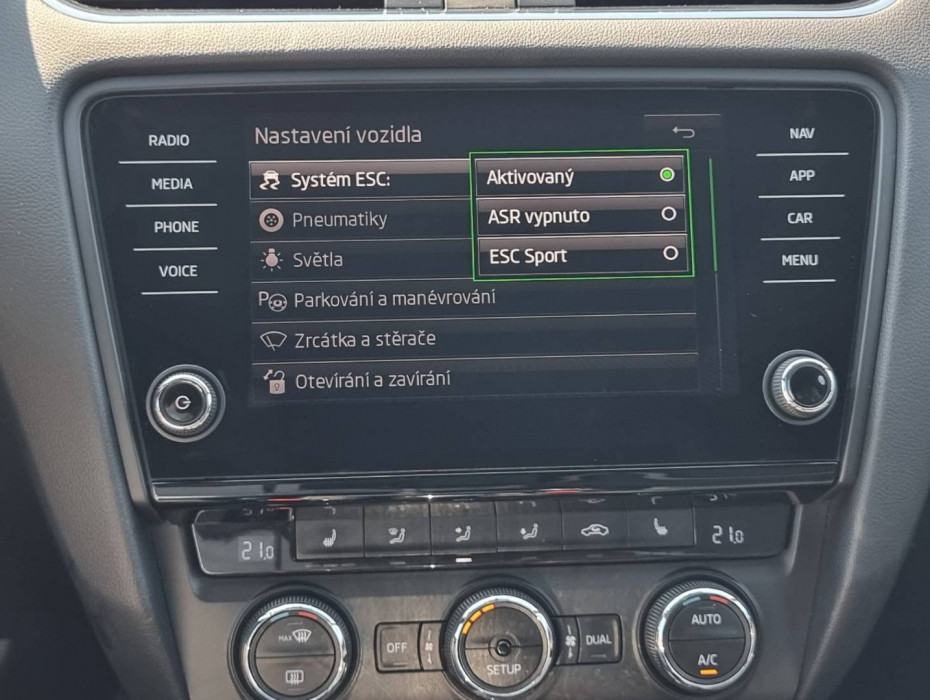 RADIO
MEDIA
PHONE
VOICE
Nastavení vozidla
Systém ESC:
Aktivovaný
ASR vypnuto
ESC Sport
Pneumatiky
Světla
Parkování a manévrování
Zrcátka a stěrače
Otevírání a zavírání
NAV
APP
CAR
MENU
21,0
21,0
MAX
OFF
SETUP
DUAL
AUTO
A/C